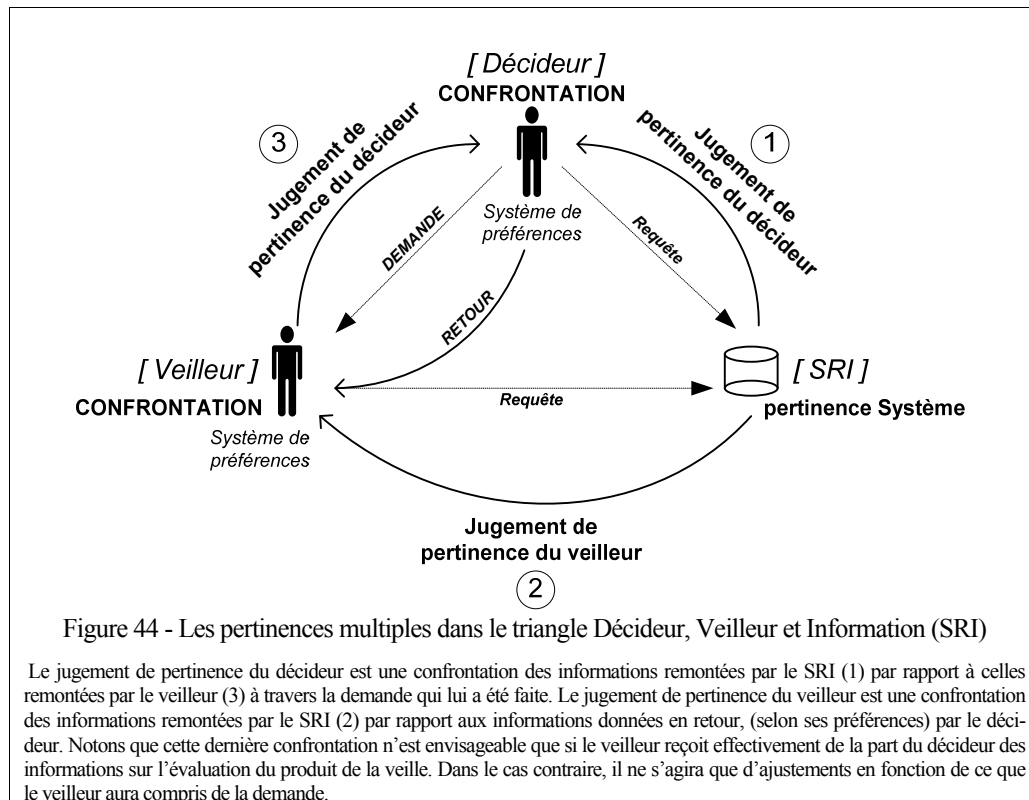 [ Décideur ]
CONFRONTATION
3
Jugement de
pertinence du décideur
1
Jugement de
pertinence du décideur
Système de
préférences
DEMANDE
Requête
RETOUR
[ Veilleur ]
CONFRONTATION
Système de
préférences
Requête
[ SRI ]
pertinence Système
Jugement de
pertinence du veilleur
2
Figure 44 - Les pertinences multiples dans le triangle Décideur, Veilleur et Information (SRI)
Le jugement de pertinence du décideur est une confrontation des informations remontées par le SRI (1) par rapport à celles
remontées par le veilleur (3) à travers la demande qui lui a été faite. Le jugement de pertinence du veilleur est une confrontation
des informations remontées par le SRI (2) par rapport aux informations données en retour, (selon ses préférences) par le déci-
deur. Notons que cette dernière confrontation n’est envisageable que si le veilleur reçoit effectivement de la part du décideur des
informations sur l’évaluation du produit de la veille. Dans le cas contraire, il ne s’agira que d’ajustements en fonction de ce que
le veilleur aura compris de la demande.